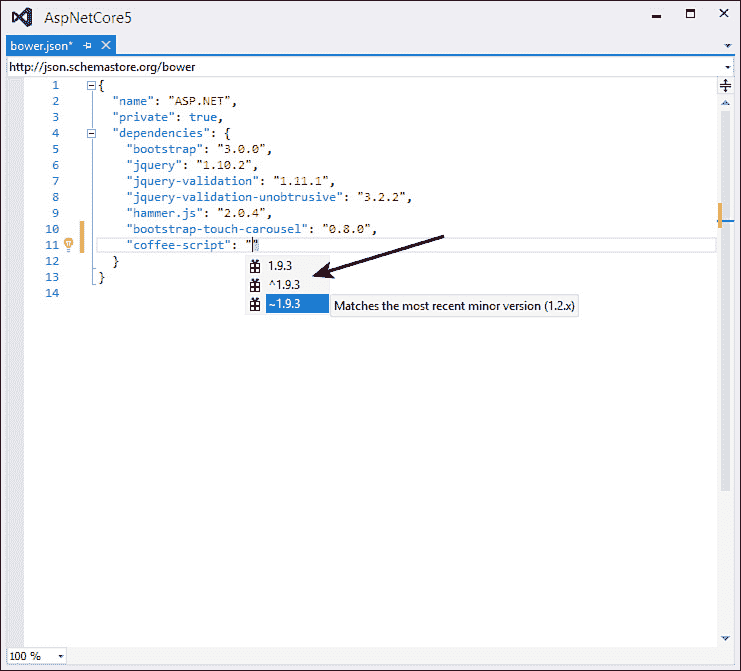 AspNetCore5
bower.json*
http://json.schemastore.org/bower
1 {
2 "name": "ASP.NET",
3 "private": true,
4 "dependencies": {
5 "bootstrap": "3.0.0",
6 "jquery": "1.10.2",
7 "jquery-validation": "1.11.1",
8 "jquery-validation-unobtrusive": "3.2.2",
9 "hammer.js": "2.0.4",
10 "bootstrap-touch-carousel": "0.8.0",
11 "coffee-script": ""
12 }
13 }
14
1.9.3
^1.9.3
~1.9.3 Matches the most recent minor version (1.2.x)
100 %